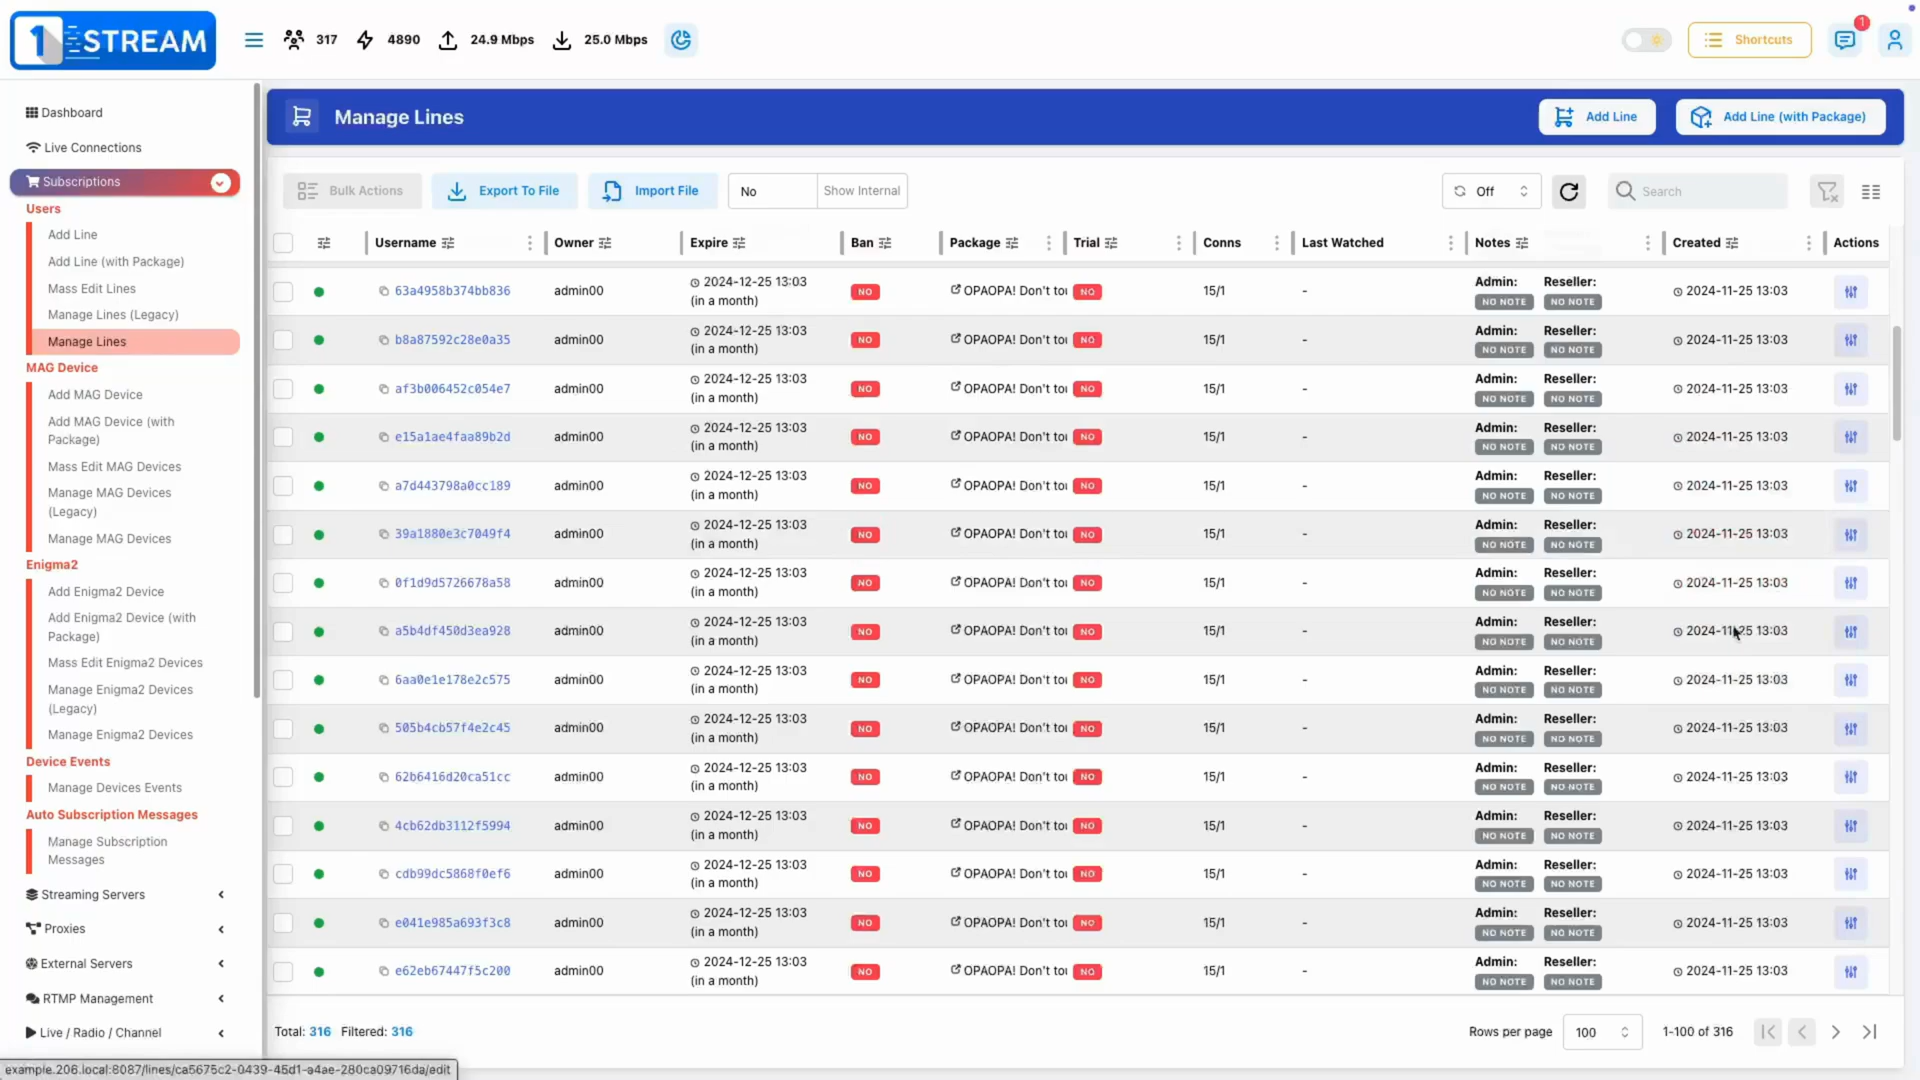 1 STREAM
317
4890
24.9 Mbps
25.0 Mbps
Shortcuts
1
Dashboard
Live Connections
Subscriptions
Users
Add Line
Add Line (with Package)
Mass Edit Lines
Manage Lines (Legacy)
Manage Lines
MAG Device
Add MAG Device
Add MAG Device (with
Package)
Mass Edit MAG Devices
Manage MAG Devices
(Legacy)
Manage MAG Devices
Enigma2
Add Enigma2 Device
Add Enigma2 Device (with
Package)
Mass Edit Enigma2 Devices
Manage Enigma2 Devices
(Legacy)
Manage Enigma2 Devices
Device Events
Manage Devices Events
Auto Subscription Messages
Manage Subscription
Messages
Streaming Servers
Proxies
External Servers
RTMP Management
Live / Radio / Channel
Manage Lines
Add Line
Add Line (with Package)
Bulk Actions
Export To File
Import File
No
Show Internal
Off
Search
Username Owner Expire Ban Package Trial Conns Last Watched Notes Created Actions
63a4958b374bb836 admin00 2024-12-25 13:03 (in a month) NO OPAOPA! Don't to NO 15/1 - Admin: NO NOTE Reseller: NO NOTE 2024-11-25 13:03
b8a87592c28e0a35 admin00 2024-12-25 13:03 (in a month) NO OPAOPA! Don't to NO 15/1 - Admin: NO NOTE Reseller: NO NOTE 2024-11-25 13:03
af3b006452c054e7 admin00 2024-12-25 13:03 (in a month) NO OPAOPA! Don't to NO 15/1 - Admin: NO NOTE Reseller: NO NOTE 2024-11-25 13:03
e15a1ae4faa89b2d admin00 2024-12-25 13:03 (in a month) NO OPAOPA! Don't to NO 15/1 - Admin: NO NOTE Reseller: NO NOTE 2024-11-25 13:03
a7d443798a0cc189 admin00 2024-12-25 13:03 (in a month) NO OPAOPA! Don't to NO 15/1 - Admin: NO NOTE Reseller: NO NOTE 2024-11-25 13:03
39a1880e3c7049f4 admin00 2024-12-25 13:03 (in a month) NO OPAOPA! Don't to NO 15/1 - Admin: NO NOTE Reseller: NO NOTE 2024-11-25 13:03
0f1d9d5726678a58 admin00 2024-12-25 13:03 (in a month) NO OPAOPA! Don't to NO 15/1 - Admin: NO NOTE Reseller: NO NOTE 2024-11-25 13:03
a5b4df450d3ea928 admin00 2024-12-25 13:03 (in a month) NO OPAOPA! Don't to NO 15/1 - Admin: NO NOTE Reseller: NO NOTE 2024-11-25 13:03
6aa0e1e178e2c575 admin00 2024-12-25 13:03 (in a month) NO OPAOPA! Don't to NO 15/1 - Admin: NO NOTE Reseller: NO NOTE 2024-11-25 13:03
505b4cb57f4e2c45 admin00 2024-12-25 13:03 (in a month) NO OPAOPA! Don't to NO 15/1 - Admin: NO NOTE Reseller: NO NOTE 2024-11-25 13:03
62b6416d20ca51cc admin00 2024-12-25 13:03 (in a month) NO OPAOPA! Don't to NO 15/1 - Admin: NO NOTE Reseller: NO NOTE 2024-11-25 13:03
4cb62db3112f5994 admin00 2024-12-25 13:03 (in a month) NO OPAOPA! Don't to NO 15/1 - Admin: NO NOTE Reseller: NO NOTE 2024-11-25 13:03
cdb99dc5868f0ef6 admin00 2024-12-25 13:03 (in a month) NO OPAOPA! Don't to NO 15/1 - Admin: NO NOTE Reseller: NO NOTE 2024-11-25 13:03
e041e985a693f3c8 admin00 2024-12-25 13:03 (in a month) NO OPAOPA! Don't to NO 15/1 - Admin: NO NOTE Reseller: NO NOTE 2024-11-25 13:03
e62eb67447f5c200 admin00 2024-12-25 13:03 (in a month) NO OPAOPA! Don't to NO 15/1 - Admin: NO NOTE Reseller: NO NOTE 2024-11-25 13:03
Total: 316 Filtered: 316
Rows per page 100 1-100 of 316
example.206.local:8087/lines/ca5675c2-0439-45d1-a4ae-280ca09716da/edit